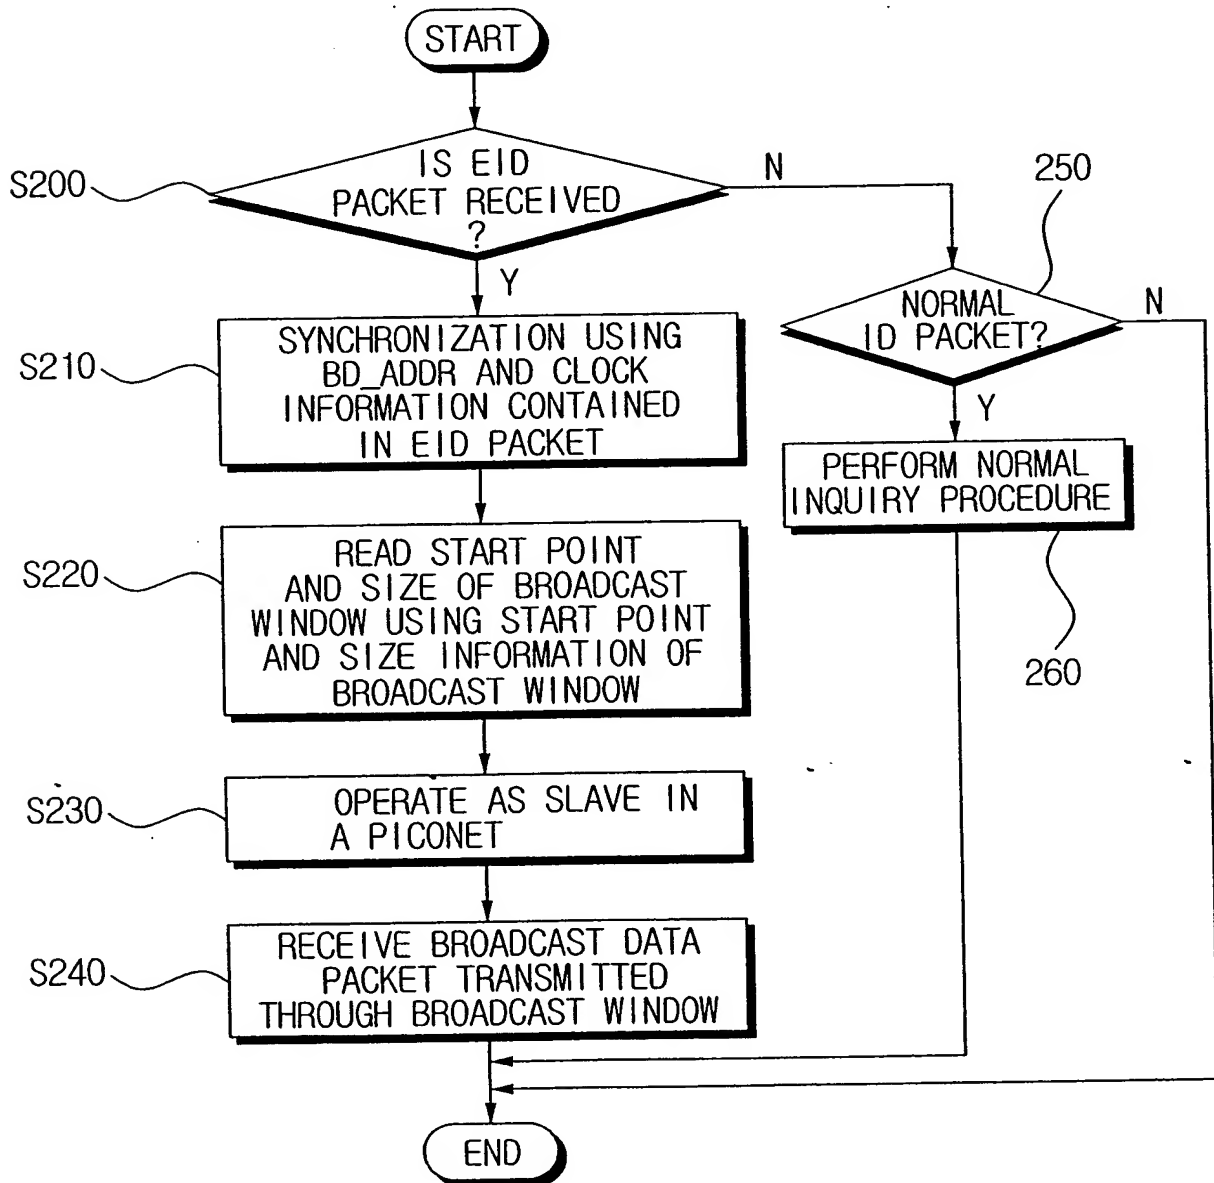 START
S200
IS EID
PACKET RECEIVED
?
N
Y
250
NORMAL
ID PACKET?
N
Y
S210
SYNCHRONIZATION USING
BD_ADDR AND CLOCK
INFORMATION CONTAINED
IN EID PACKET
PERFORM NORMAL
INQUIRY PROCEDURE
260
S220
READ START POINT
AND SIZE OF BROADCAST
WINDOW USING START POINT
AND SIZE INFORMATION OF
BROADCAST WINDOW
S230
OPERATE AS SLAVE IN
A PICONET
S240
RECEIVE BROADCAST DATA
PACKET TRANSMITTED
THROUGH BROADCAST WINDOW
END